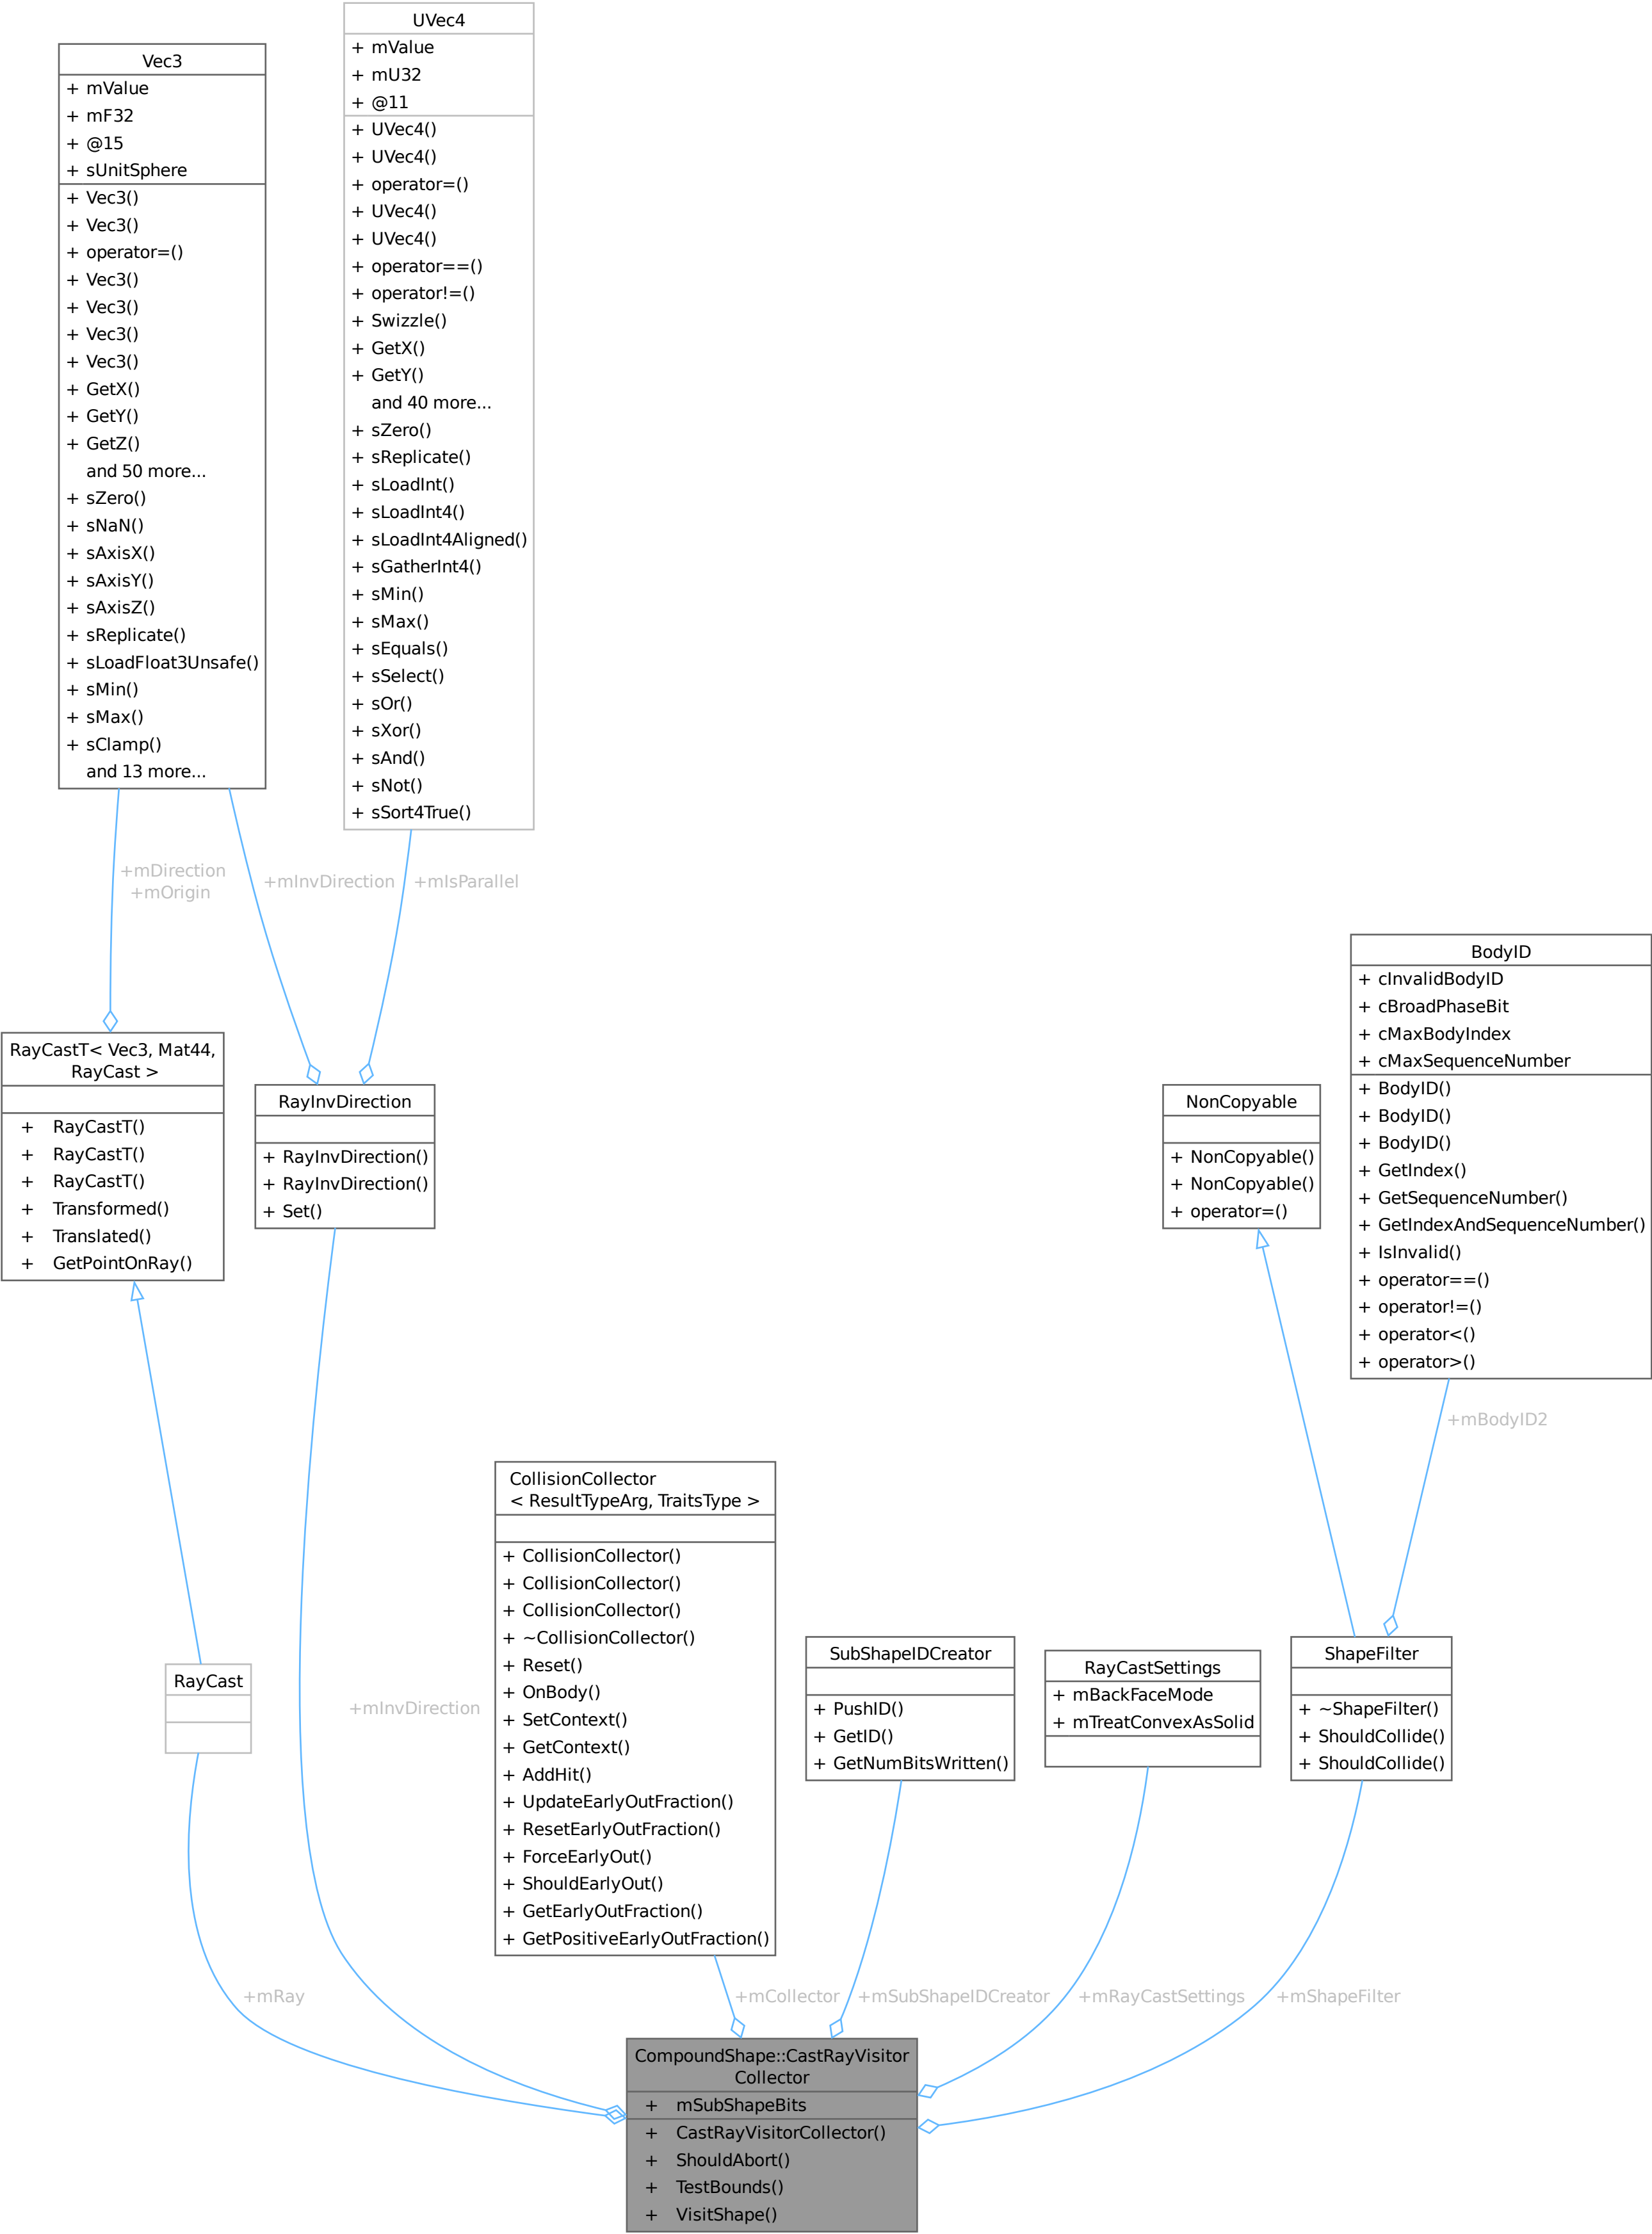 UVec4
+ mValue
+ mU32
+ @11
+ UVec4()
+ UVec4()
+ operator=()
+ UVec4()
+ UVec4()
+ operator==()
+ operator!=()
+ Swizzle()
+ GetX()
+ GetY()
and 40 more...
+ sZero()
+ sReplicate()
+ sLoadInt()
+ sLoadInt4()
+ sLoadInt4Aligned()
+ sGatherInt4()
+ sMin()
+ sMax()
+ sEquals()
+ sSelect()
+ sOr()
+ sXor()
+ sAnd()
+ sNot()
+ sSort4True()
Vec3
+ mValue
+ mF32
+ @15
+ sUnitSphere
+ Vec3()
+ Vec3()
+ operator=()
+ Vec3()
+ Vec3()
+ Vec3()
+ Vec3()
+ GetX()
+ GetY()
+ GetZ()
and 50 more...
+ sZero()
+ sNaN()
+ sAxisX()
+ sAxisY()
+ sAxisZ()
+ sReplicate()
+ sLoadFloat3Unsafe()
+ sMin()
+ sMax()
+ sClamp()
and 13 more...
+mDirection
+mOrigin
+mInvDirection
+mIsParallel
RayCastT< Vec3, Mat44,
RayCast >
+ RayCastT()
+ RayCastT()
+ RayCastT()
+ Transformed()
+ Translated()
+ GetPointOnRay()
RayInvDirection
+ RayInvDirection()
+ RayInvDirection()
+ Set()
NonCopyable
+ NonCopyable()
+ NonCopyable()
+ operator=()
BodyID
+ cInvalidBodyID
+ cBroadPhaseBit
+ cMaxBodyIndex
+ cMaxSequenceNumber
+ BodyID()
+ BodyID()
+ BodyID()
+ GetIndex()
+ GetSequenceNumber()
+ GetIndexAndSequenceNumber()
+ IsInvalid()
+ operator==()
+ operator!=()
+ operator<()
+ operator>()
+mBodyID2
RayCast
+mInvDirection
CollisionCollector
< ResultTypeArg, TraitsType >
+ CollisionCollector()
+ CollisionCollector()
+ CollisionCollector()
+ ~CollisionCollector()
+ Reset()
+ OnBody()
+ SetContext()
+ GetContext()
+ AddHit()
+ UpdateEarlyOutFraction()
+ ResetEarlyOutFraction()
+ ForceEarlyOut()
+ ShouldEarlyOut()
+ GetEarlyOutFraction()
+ GetPositiveEarlyOutFraction()
SubShapeIDCreator
+ PushID()
+ GetID()
+ GetNumBitsWritten()
RayCastSettings
+ mBackFaceMode
+ mTreatConvexAsSolid
ShapeFilter
+ ~ShapeFilter()
+ ShouldCollide()
+ ShouldCollide()
+mRay
+mCollector
+mSubShapeIDCreator
+mRayCastSettings
+mShapeFilter
CompoundShape::CastRayVisitor
Collector
+ mSubShapeBits
+ CastRayVisitorCollector()
+ ShouldAbort()
+ TestBounds()
+ VisitShape()